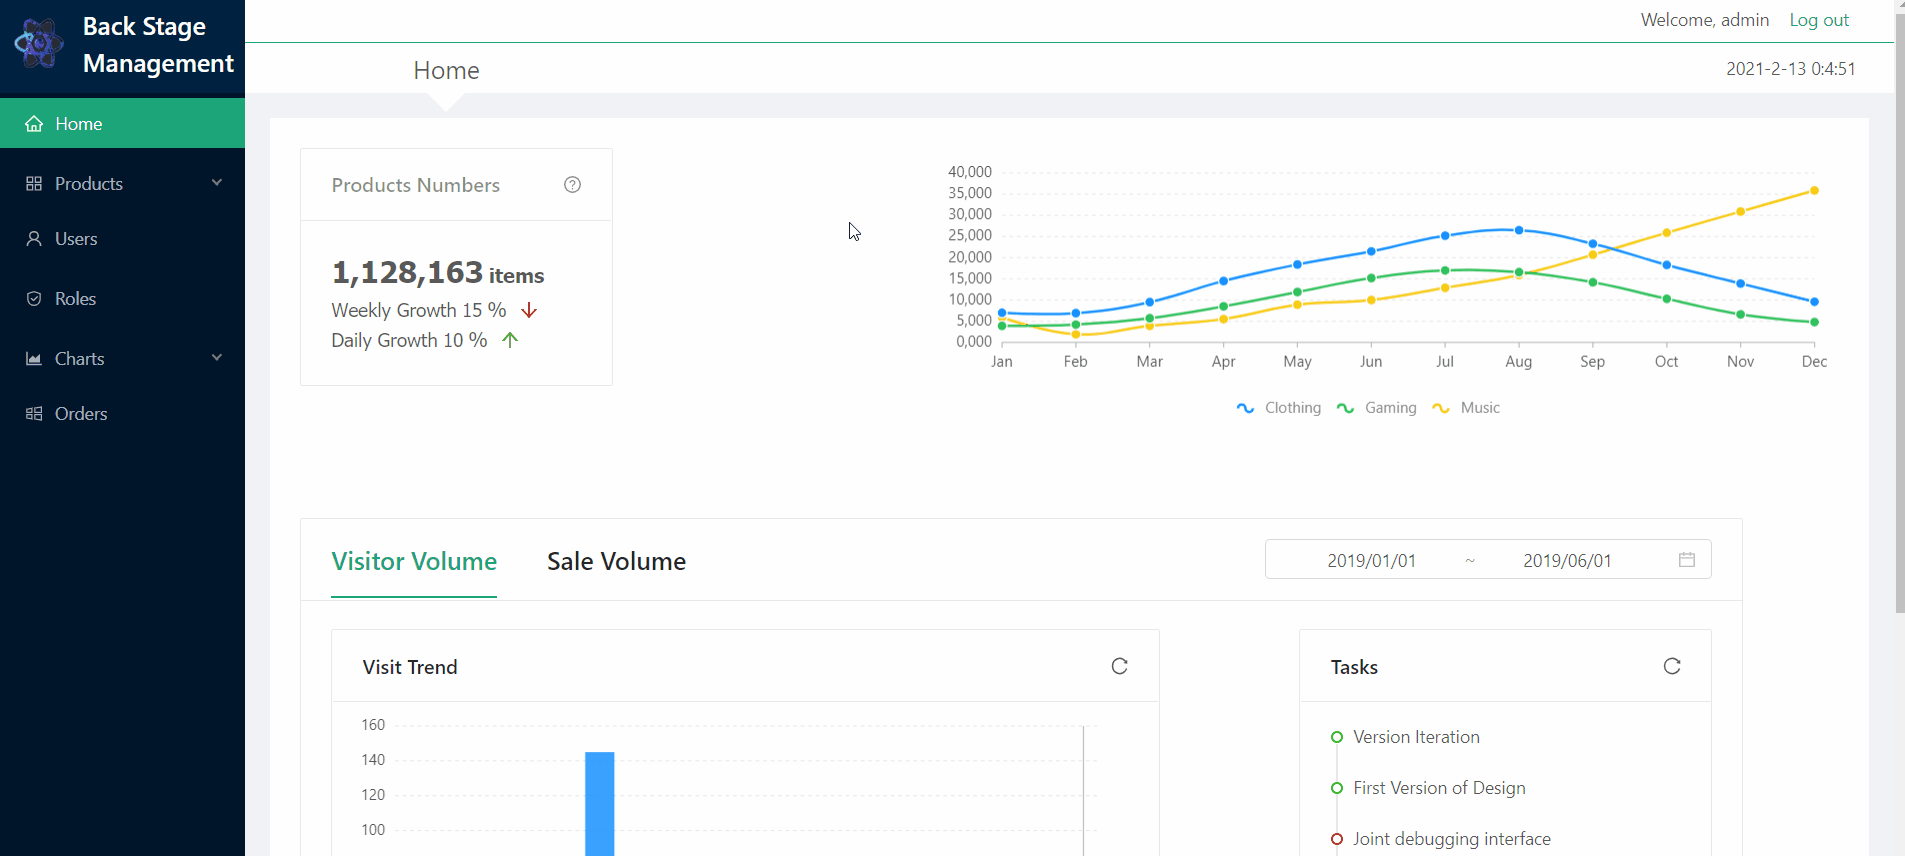 Back Stage
Management
Welcome, admin Log out
Home
2021-2-13 0:4:51
Home
Products
Users
Roles
Charts
Orders
Products Numbers
1,128,163 items
Weekly Growth 15 %
Daily Growth 10 %
40,000
35,000
30,000
25,000
20,000
15,000
10,000
5,000
0,000
Jan Feb Mar Apr May Jun Jul Aug Sep Oct Nov Dec
Clothing Gaming Music
Visitor Volume Sale Volume
2019/01/01 ~ 2019/06/01
Visit Trend
160
140
120
100
Tasks
Version Iteration
First Version of Design
Joint debugging interface